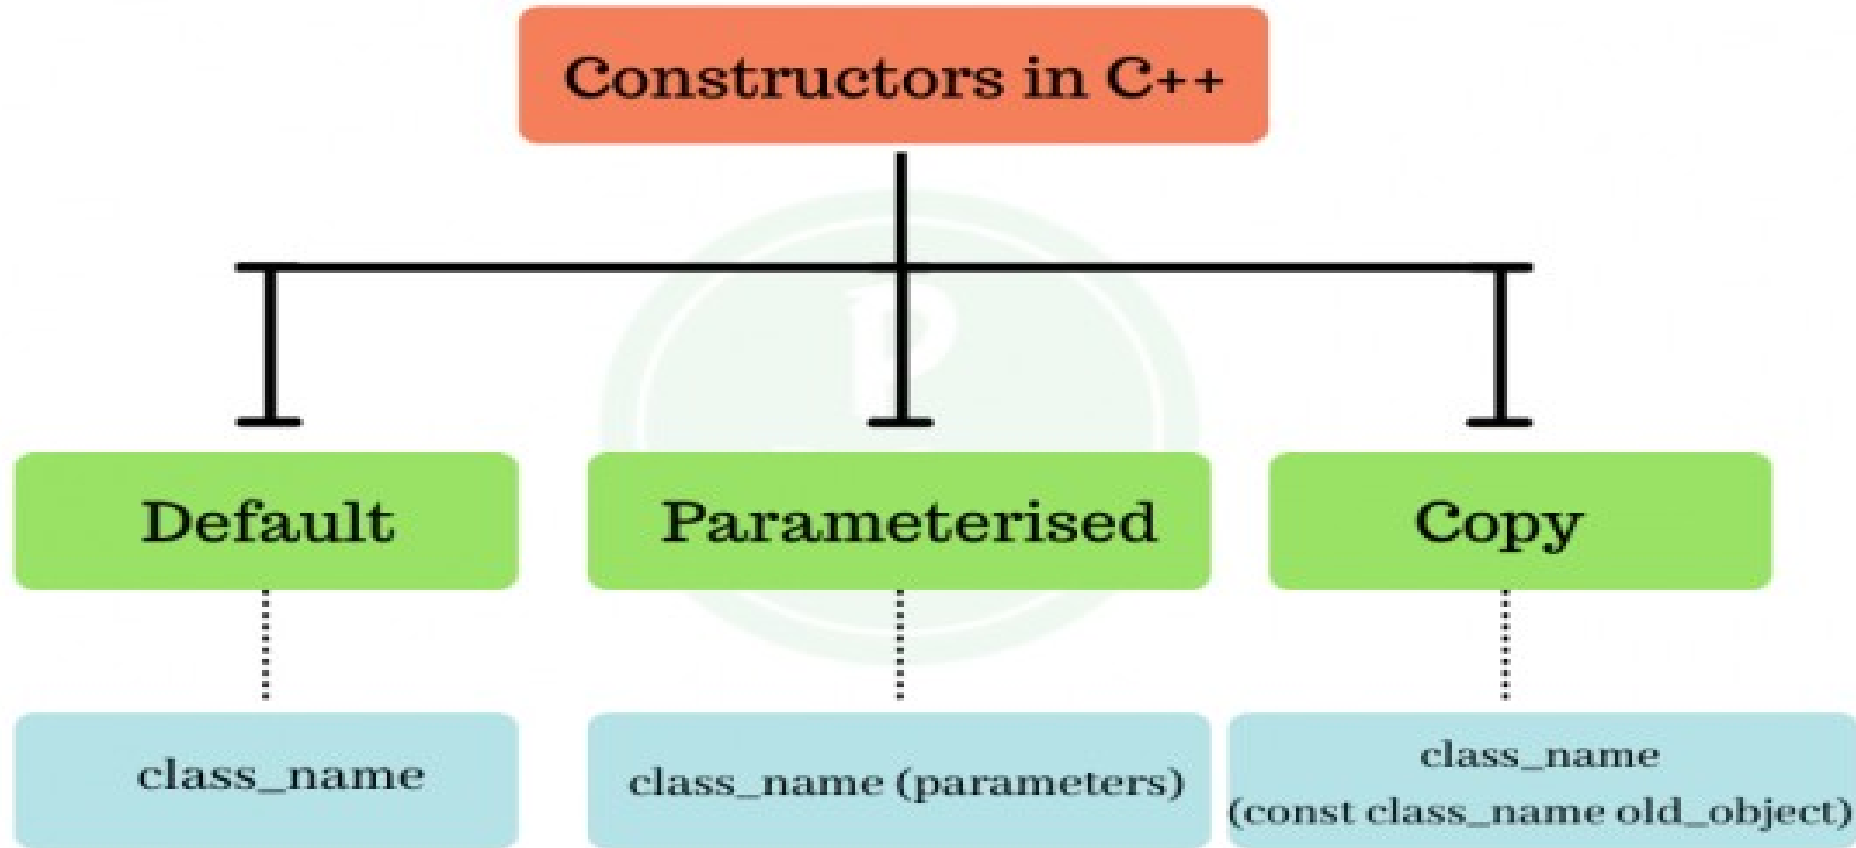 Constructors in C++
Default
Parameterised
Copy
class_name
class_name (parameters)
class_name
(const class_name old_object)